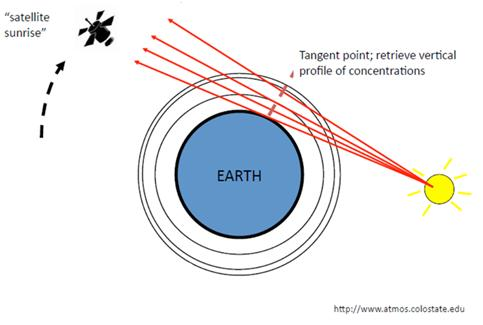 “satellite
sunrise”
Tangent point; retrieve vertical
profile of concentrations
EARTH
http://www.atmos.colostate.edu